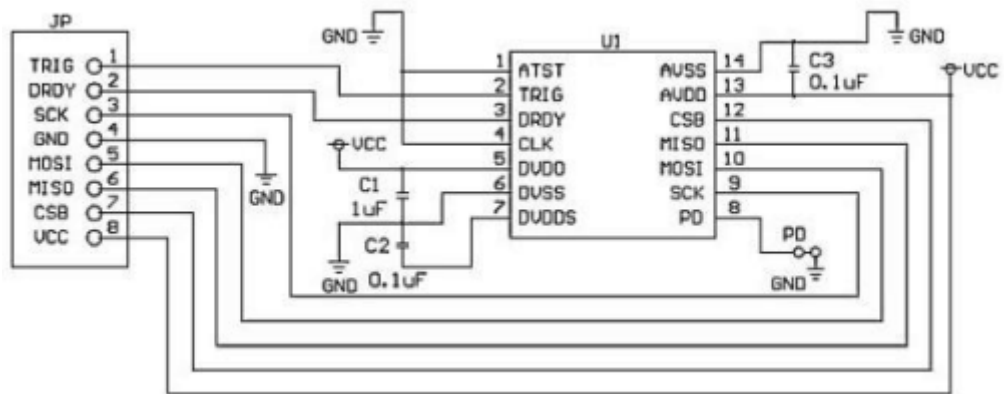 JP
TRIG 1
DRDY 2
SCK 3
GND 4
MOSI 5
MISO 6
CSB 7
VCC 8
GND
GND
VCC
C1
1uF
C2
0.1uF
GND
U1
1 ATST
2 TRIG
3 DRDY
4 CLK
5 DVDD
6 DVSS
7 DVDDS
AVSS 14
AVDD 13
CSB 12
MISO 11
MOSI 10
SCK 9
PD 8
C3
0.1uF
GND
VCC
PD
GND